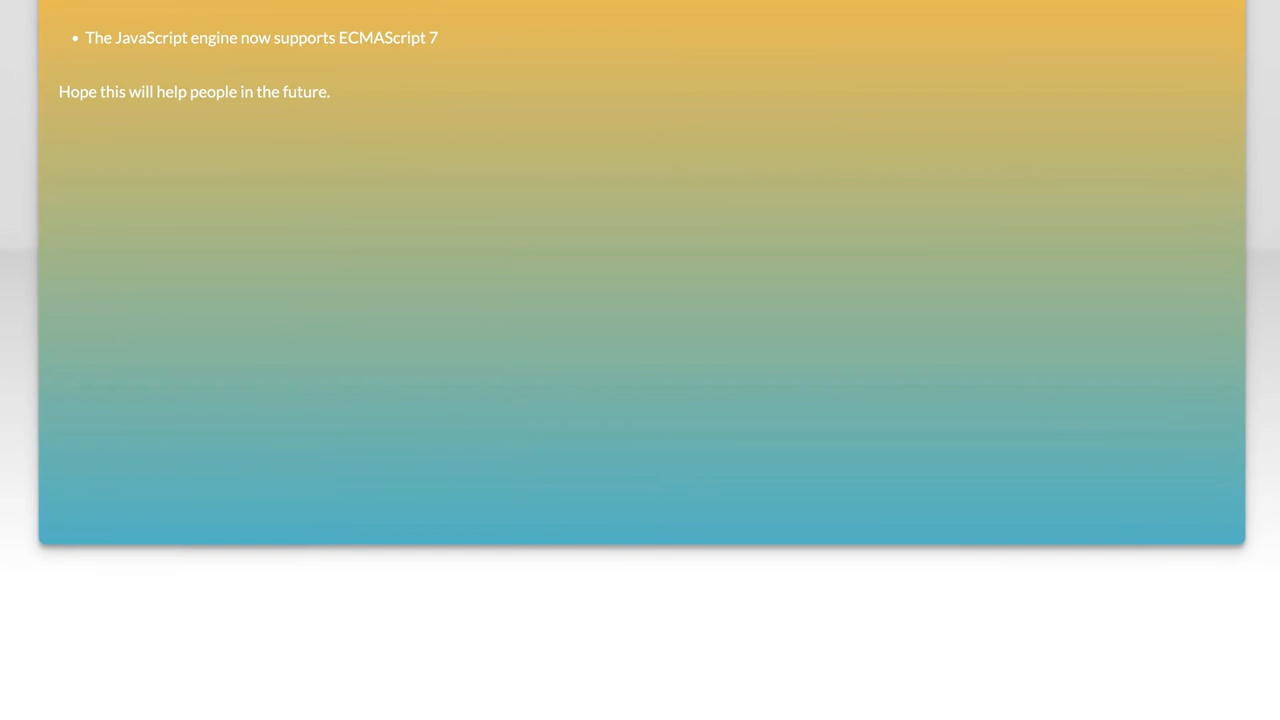 • The JavaScript engine now supports ECMAScript 7
Hope this will help people in the future.